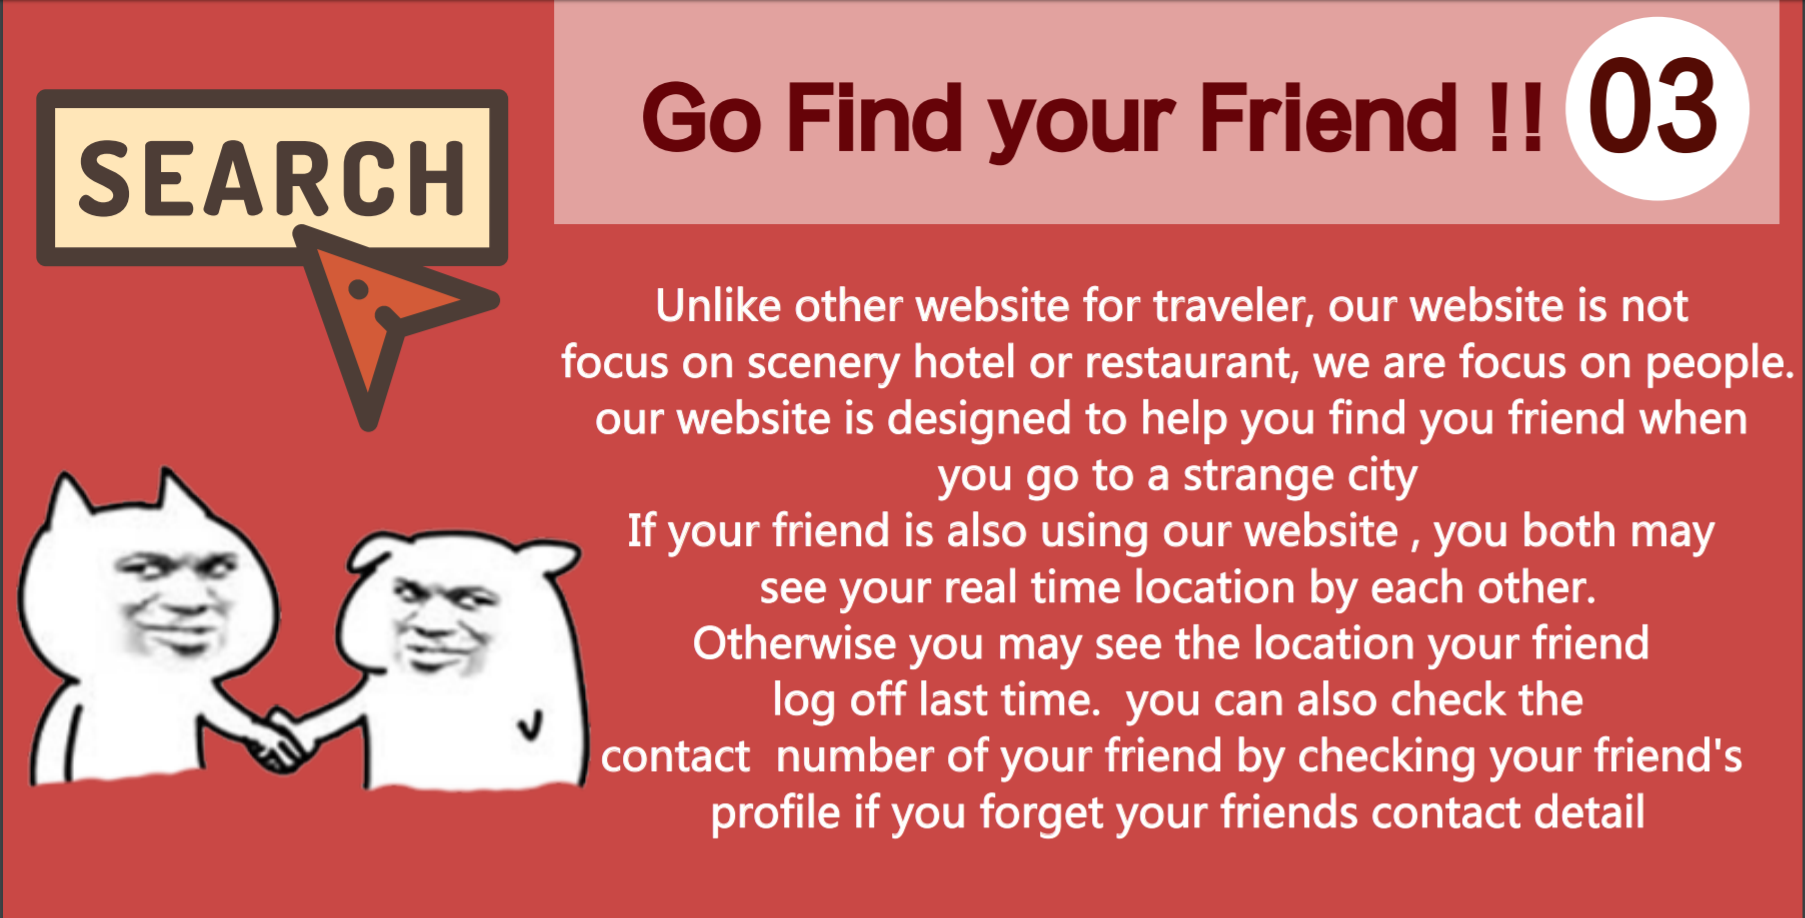 SEARCH
Go Find your Friend !!
03
Unlike other website for traveler, our website is not
focus on scenery hotel or restaurant, we are focus on people.
our website is designed to help you find you friend when
you go to a strange city
If your friend is also using our website , you both may
see your real time location by each other.
Otherwise you may see the location your friend
log off last time.  you can also check the
contact  number of your friend by checking your friend's
profile if you forget your friends contact detail